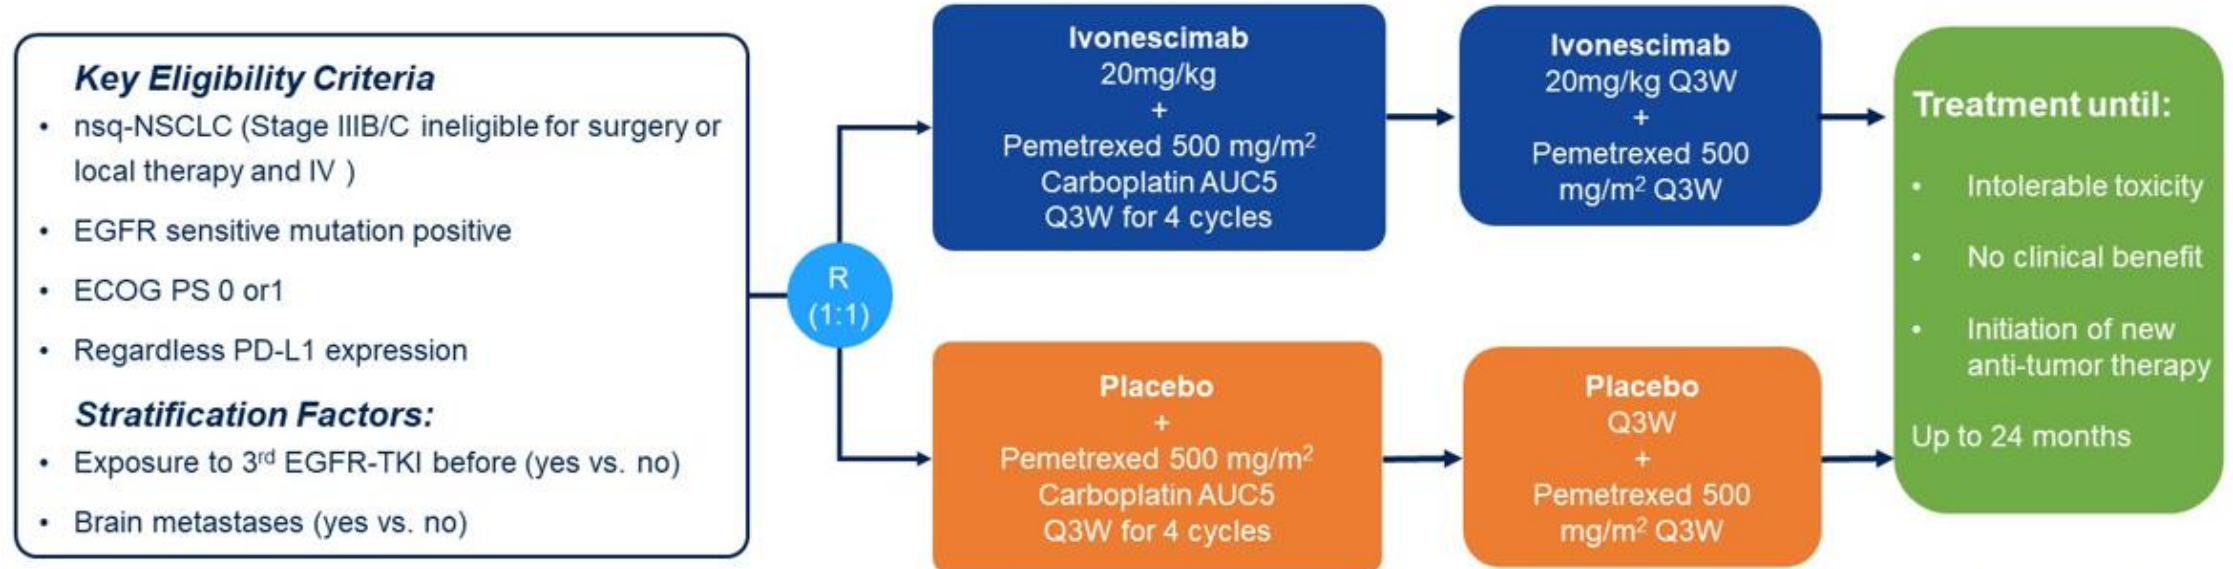 Key Eligibility Criteria
• nsq-NSCLC (Stage IIIB/C ineligible for surgery or
local therapy and IV )
• EGFR sensitive mutation positive
• ECOG PS 0 or1
• Regardless PD-L1 expression
Stratification Factors:
• Exposure to 3rd EGFR-TKI before (yes vs. no)
• Brain metastases (yes vs. no)
R
(1:1)
Ivonescimab
20mg/kg
+
Pemetrexed 500 mg/m²
Carboplatin AUC5
Q3W for 4 cycles
Ivonescimab
20mg/kg Q3W
+
Pemetrexed 500
mg/m² Q3W
Placebo
+
Pemetrexed 500 mg/m²
Carboplatin AUC5
Q3W for 4 cycles
Placebo
Q3W
+
Pemetrexed 500
mg/m² Q3W
Treatment until:
• Intolerable toxicity
• No clinical benefit
• Initiation of new
anti-tumor therapy
Up to 24 months